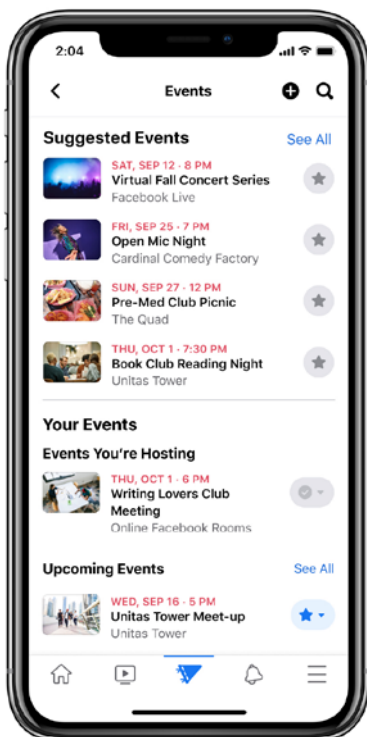 2:04
Events
Suggested Events See All
SAT, SEP 12 · 8 PM
Virtual Fall Concert Series
Facebook Live
FRI, SEP 25 · 7 PM
Open Mic Night
Cardinal Comedy Factory
SUN, SEP 27 · 12 PM
Pre-Med Club Picnic
The Quad
THU, OCT 1 · 7:30 PM
Book Club Reading Night
Unitas Tower
Your Events
Events You're Hosting
THU, OCT 1 · 6 PM
Writing Lovers Club
Meeting
Online Facebook Rooms
Upcoming Events See All
WED, SEP 16 · 5 PM
Unitas Tower Meet-up
Unitas Tower